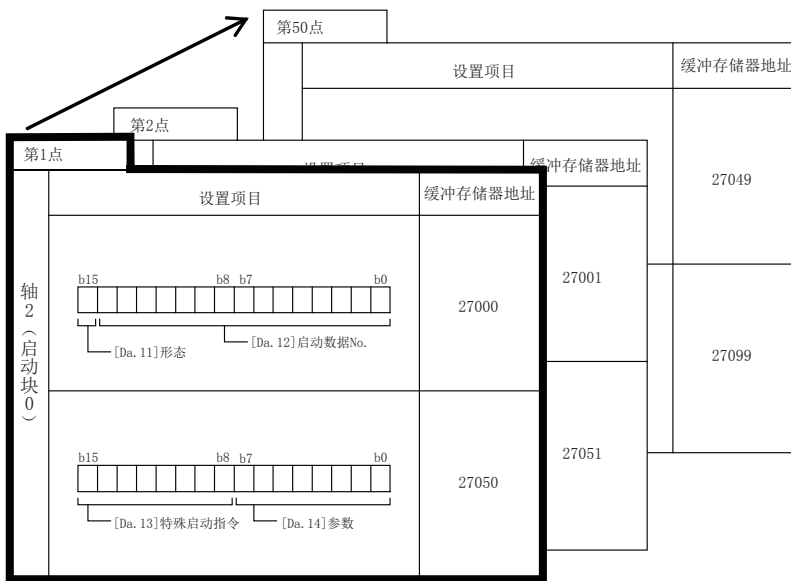 第50点
设置项目
缓冲存储器地址
27049
27099
第2点
设置项目
缓冲存储器地址
27001
27051
第1点
设置项目
缓冲存储器地址
轴2（启动块0）
b15 b8 b7 b0
[Da.11]形态
[Da.12]启动数据No.
27000
b15 b8 b7 b0
[Da.13]特殊启动指令
[Da.14]参数
27050